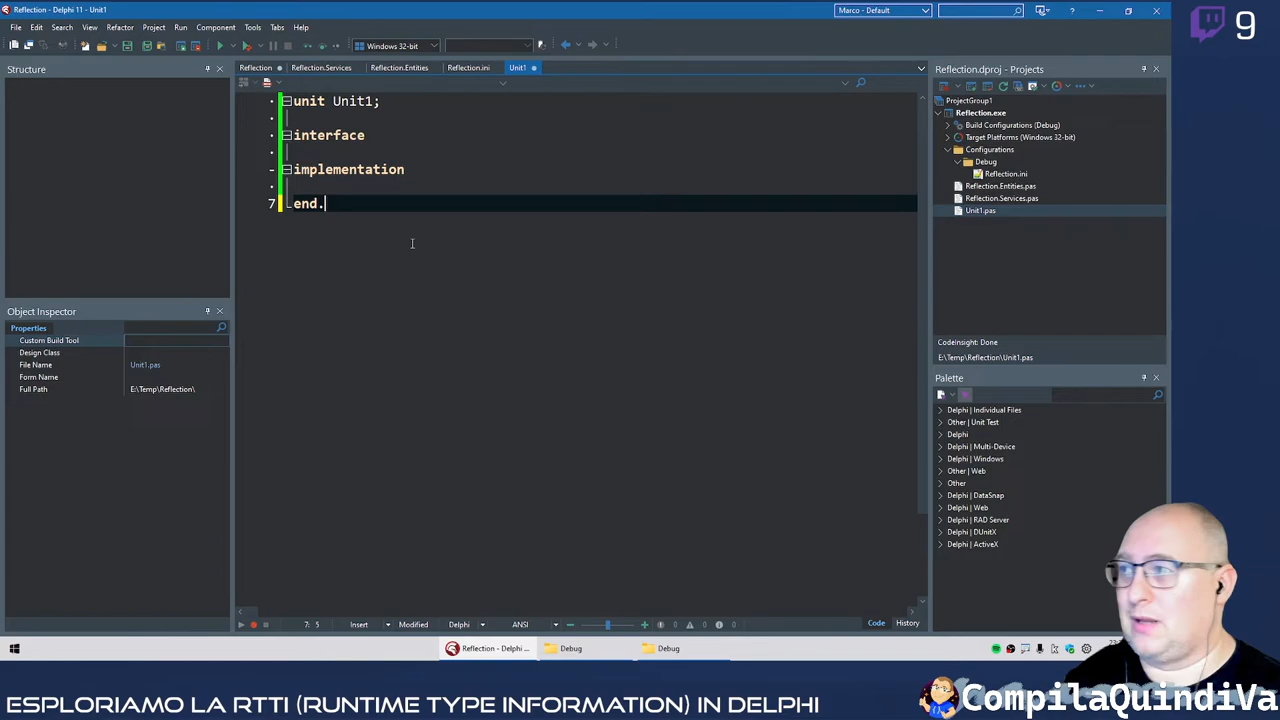 Reflection - Delphi 11 - Unit1
Marco - Default
9
File Edit Search View Refactor Project Run Component Tools Tabs Help
Windows 32-bit
Structure
Reflection
Reflection.Services
Reflection.Entities
Reflection.ini
Unit1
Reflection.dproj - Projects
unit Unit1;
interface
implementation
7 end.
ProjectGroup1
Reflection.exe
Build Configurations (Debug)
Target Platforms (Windows 32-bit)
Configurations
Debug
Reflection.ini
Reflection.Entities.pas
Reflection.Services.pas
Unit1.pas
Object Inspector
Properties
Custom Build Tool
Design Class
File Name Unit1.pas
Form Name
Full Path E:\Temp\Reflection\
CodeInsight: Done
E:\Temp\Reflection\Unit1.pas
Palette
Delphi | Individual Files
Other | Unit Test
Delphi
Delphi | Multi-Device
Delphi | Windows
Other | Web
Other
Delphi | DataSnap
Delphi | Web
Delphi | RAD Server
Delphi | DUnitX
Delphi | ActiveX
7: 5 Insert Modified Delphi ANSI 0 0 0 Code History
Reflection - Delphi ...
Debug
Debug
ESPLORIAMO LA RTTI (RUNTIME TYPE INFORMATION) IN DELPHI
CompilaQuindiVa